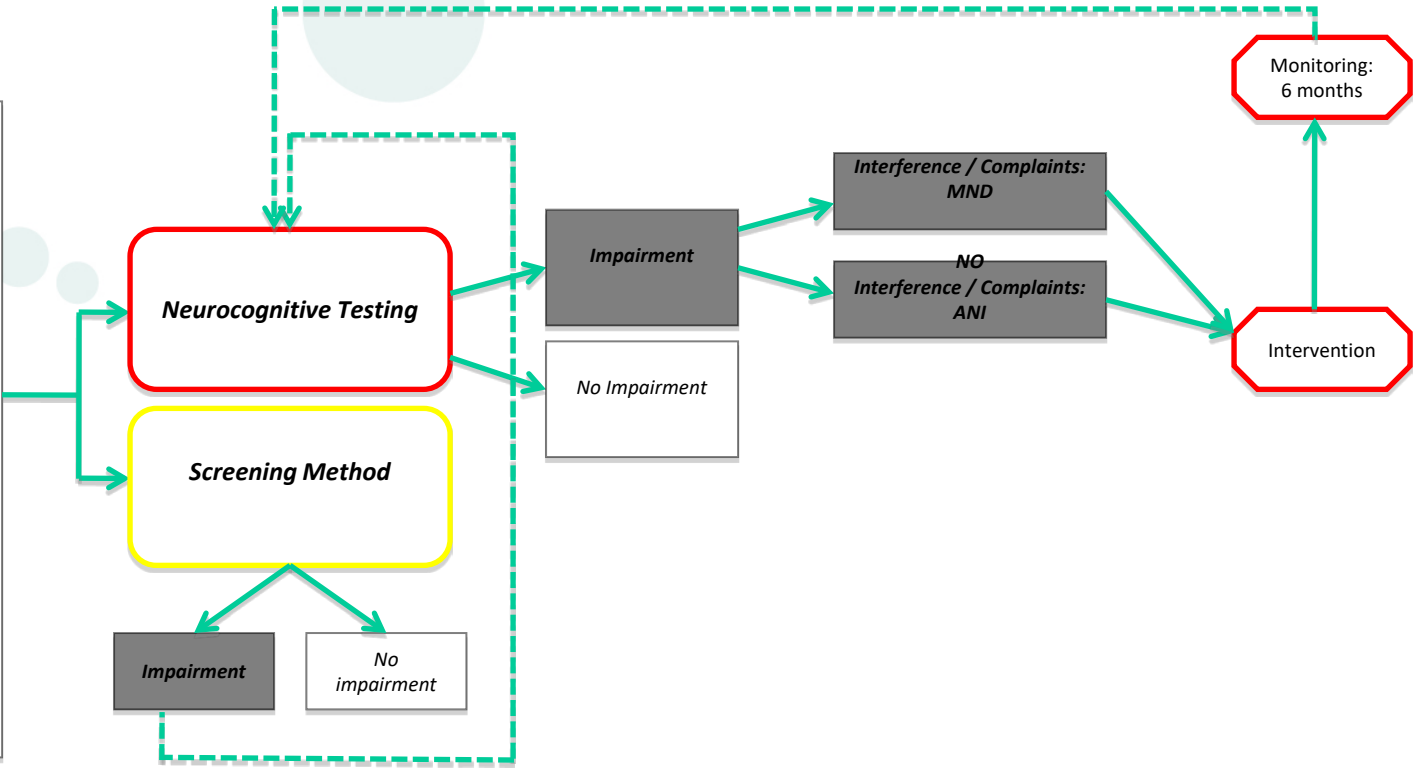 Monitoring:
6 months
Interference / Complaints:
MND
Impairment
NO
Interference / Complaints:
ANI
Neurocognitive Testing
Intervention
No Impairment
Screening Method
Impairment
No
impairment